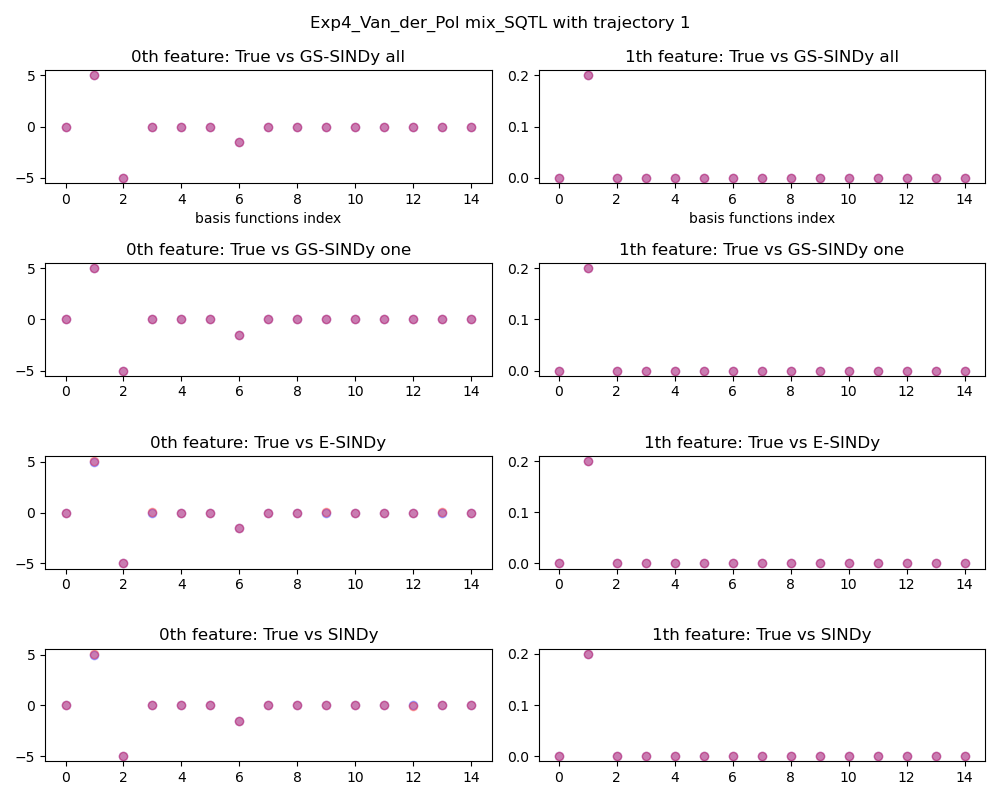 Exp4_Van_der_Pol mix_SQTL with trajectory 1
0th feature: True vs GS-SINDy all
5
0
−5
0 2 4 6 8 10 12 14
basis functions index
1th feature: True vs GS-SINDy all
0.2
0.1
0.0
0 2 4 6 8 10 12 14
basis functions index
0th feature: True vs GS-SINDy one
5
0
−5
0 2 4 6 8 10 12 14
1th feature: True vs GS-SINDy one
0.2
0.1
0.0
0 2 4 6 8 10 12 14
0th feature: True vs E-SINDy
5
0
−5
0 2 4 6 8 10 12 14
1th feature: True vs E-SINDy
0.2
0.1
0.0
0 2 4 6 8 10 12 14
0th feature: True vs SINDy
5
0
−5
0 2 4 6 8 10 12 14
1th feature: True vs SINDy
0.2
0.1
0.0
0 2 4 6 8 10 12 14